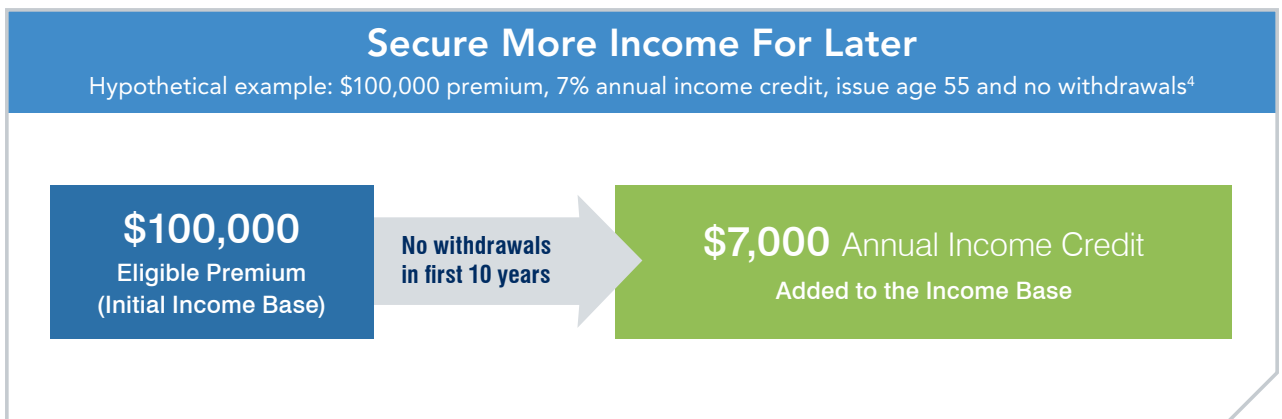 Secure More Income For Later
Hypothetical example: $100,000 premium, 7% annual income credit, issue age 55 and no withdrawals⁴
$100,000
Eligible Premium
(Initial Income Base)
No withdrawals
in first 10 years
$7,000 Annual Income Credit
Added to the Income Base